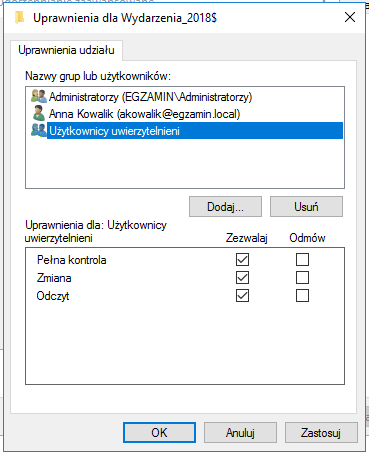 Uprawnienia dla Wydarzenia_2018$
Uprawnienia udziału
Nazwy grup lub użytkowników:
Administratorzy (EGZAMIN\Administratorzy)
Anna Kowalik (akowalik@egzamin.local)
Użytkownicy uwierzytelnieni
Dodaj...
Usuń
Uprawnienia dla: Użytkownicy
uwierzytelnieni
Zezwalaj
Odmów
Pełna kontrola
Zmiana
Odczyt
OK
Anuluj
Zastosuj